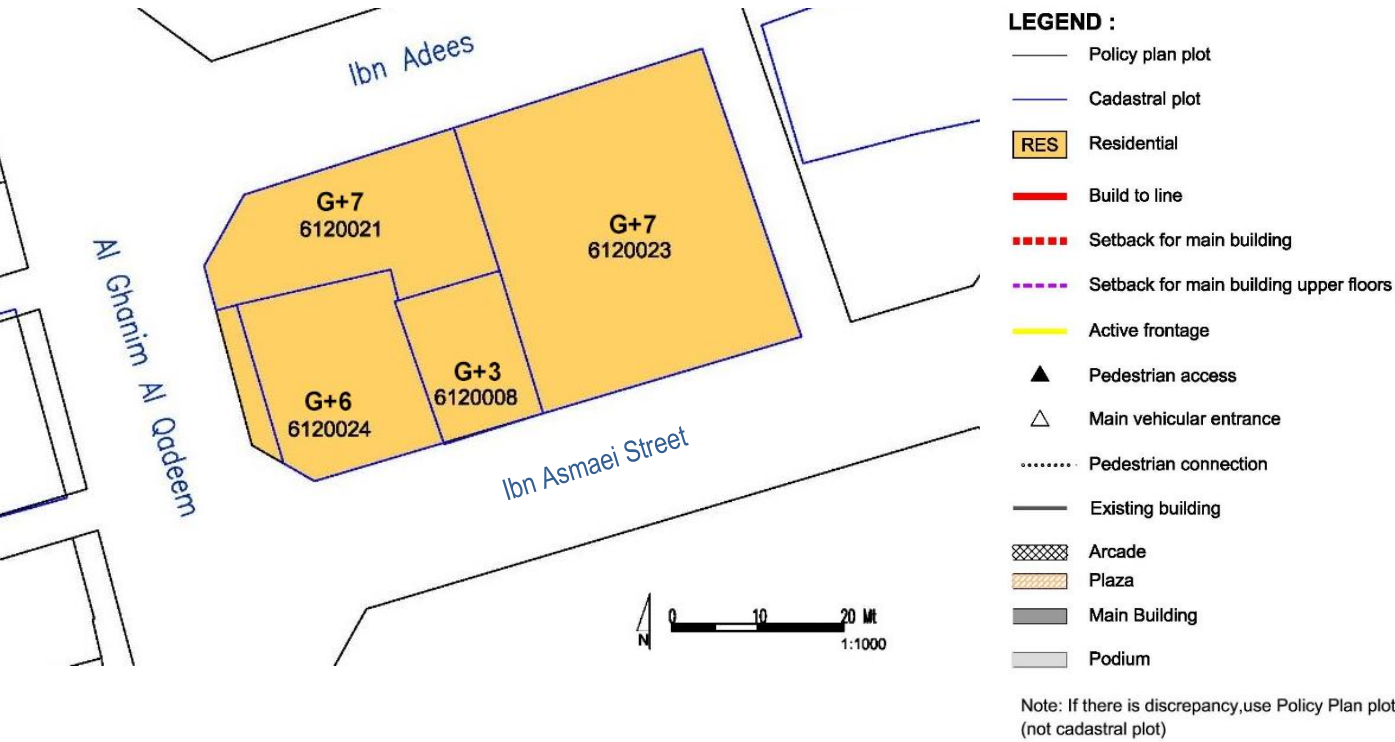 Ibn Adees
G+7
6120021
G+7
6120023
Al Ghanim Al Qadeem
G+3
6120008
G+6
6120024
Ibn Asmaei Street
N
0 10 20 Mt
1:1000
LEGEND :
Policy plan plot
Cadastral plot
RES Residential
Build to line
Setback for main building
Setback for main building upper floors
Active frontage
Pedestrian access
Main vehicular entrance
Pedestrian connection
Existing building
Arcade
Plaza
Main Building
Podium
Note: If there is discrepancy,use Policy Plan plot
(not cadastral plot)